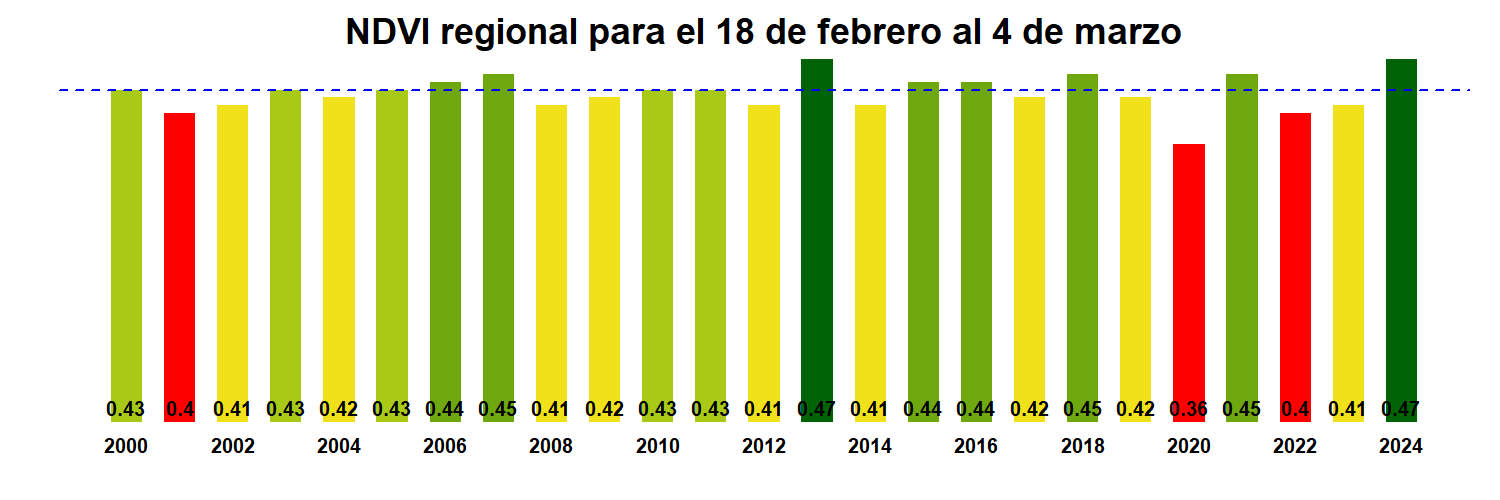 NDVI regional para el 18 de febrero al 4 de marzo
0.43 0.4 0.41 0.43 0.42 0.43 0.44 0.45 0.41 0.42 0.43 0.43 0.41 0.47 0.41 0.44 0.44 0.42 0.45 0.42 0.36 0.45 0.4 0.41 0.47
2000 2002 2004 2006 2008 2010 2012 2014 2016 2018 2020 2022 2024